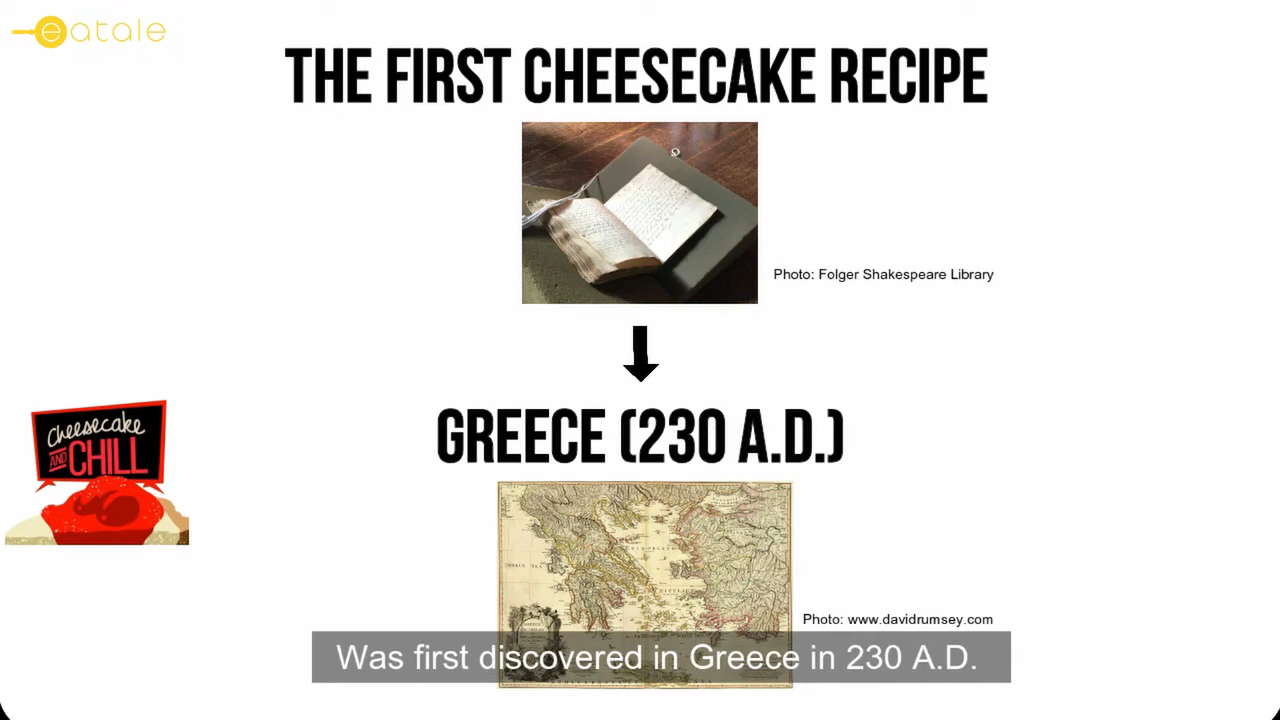 eatale
THE FIRST CHEESECAKE RECIPE
Photo: Folger Shakespeare Library
GREECE (230 A.D.)
cheesecake
AND CHILL
Photo: www.davidrumsey.com
Was first discovered in Greece in 230 A.D.